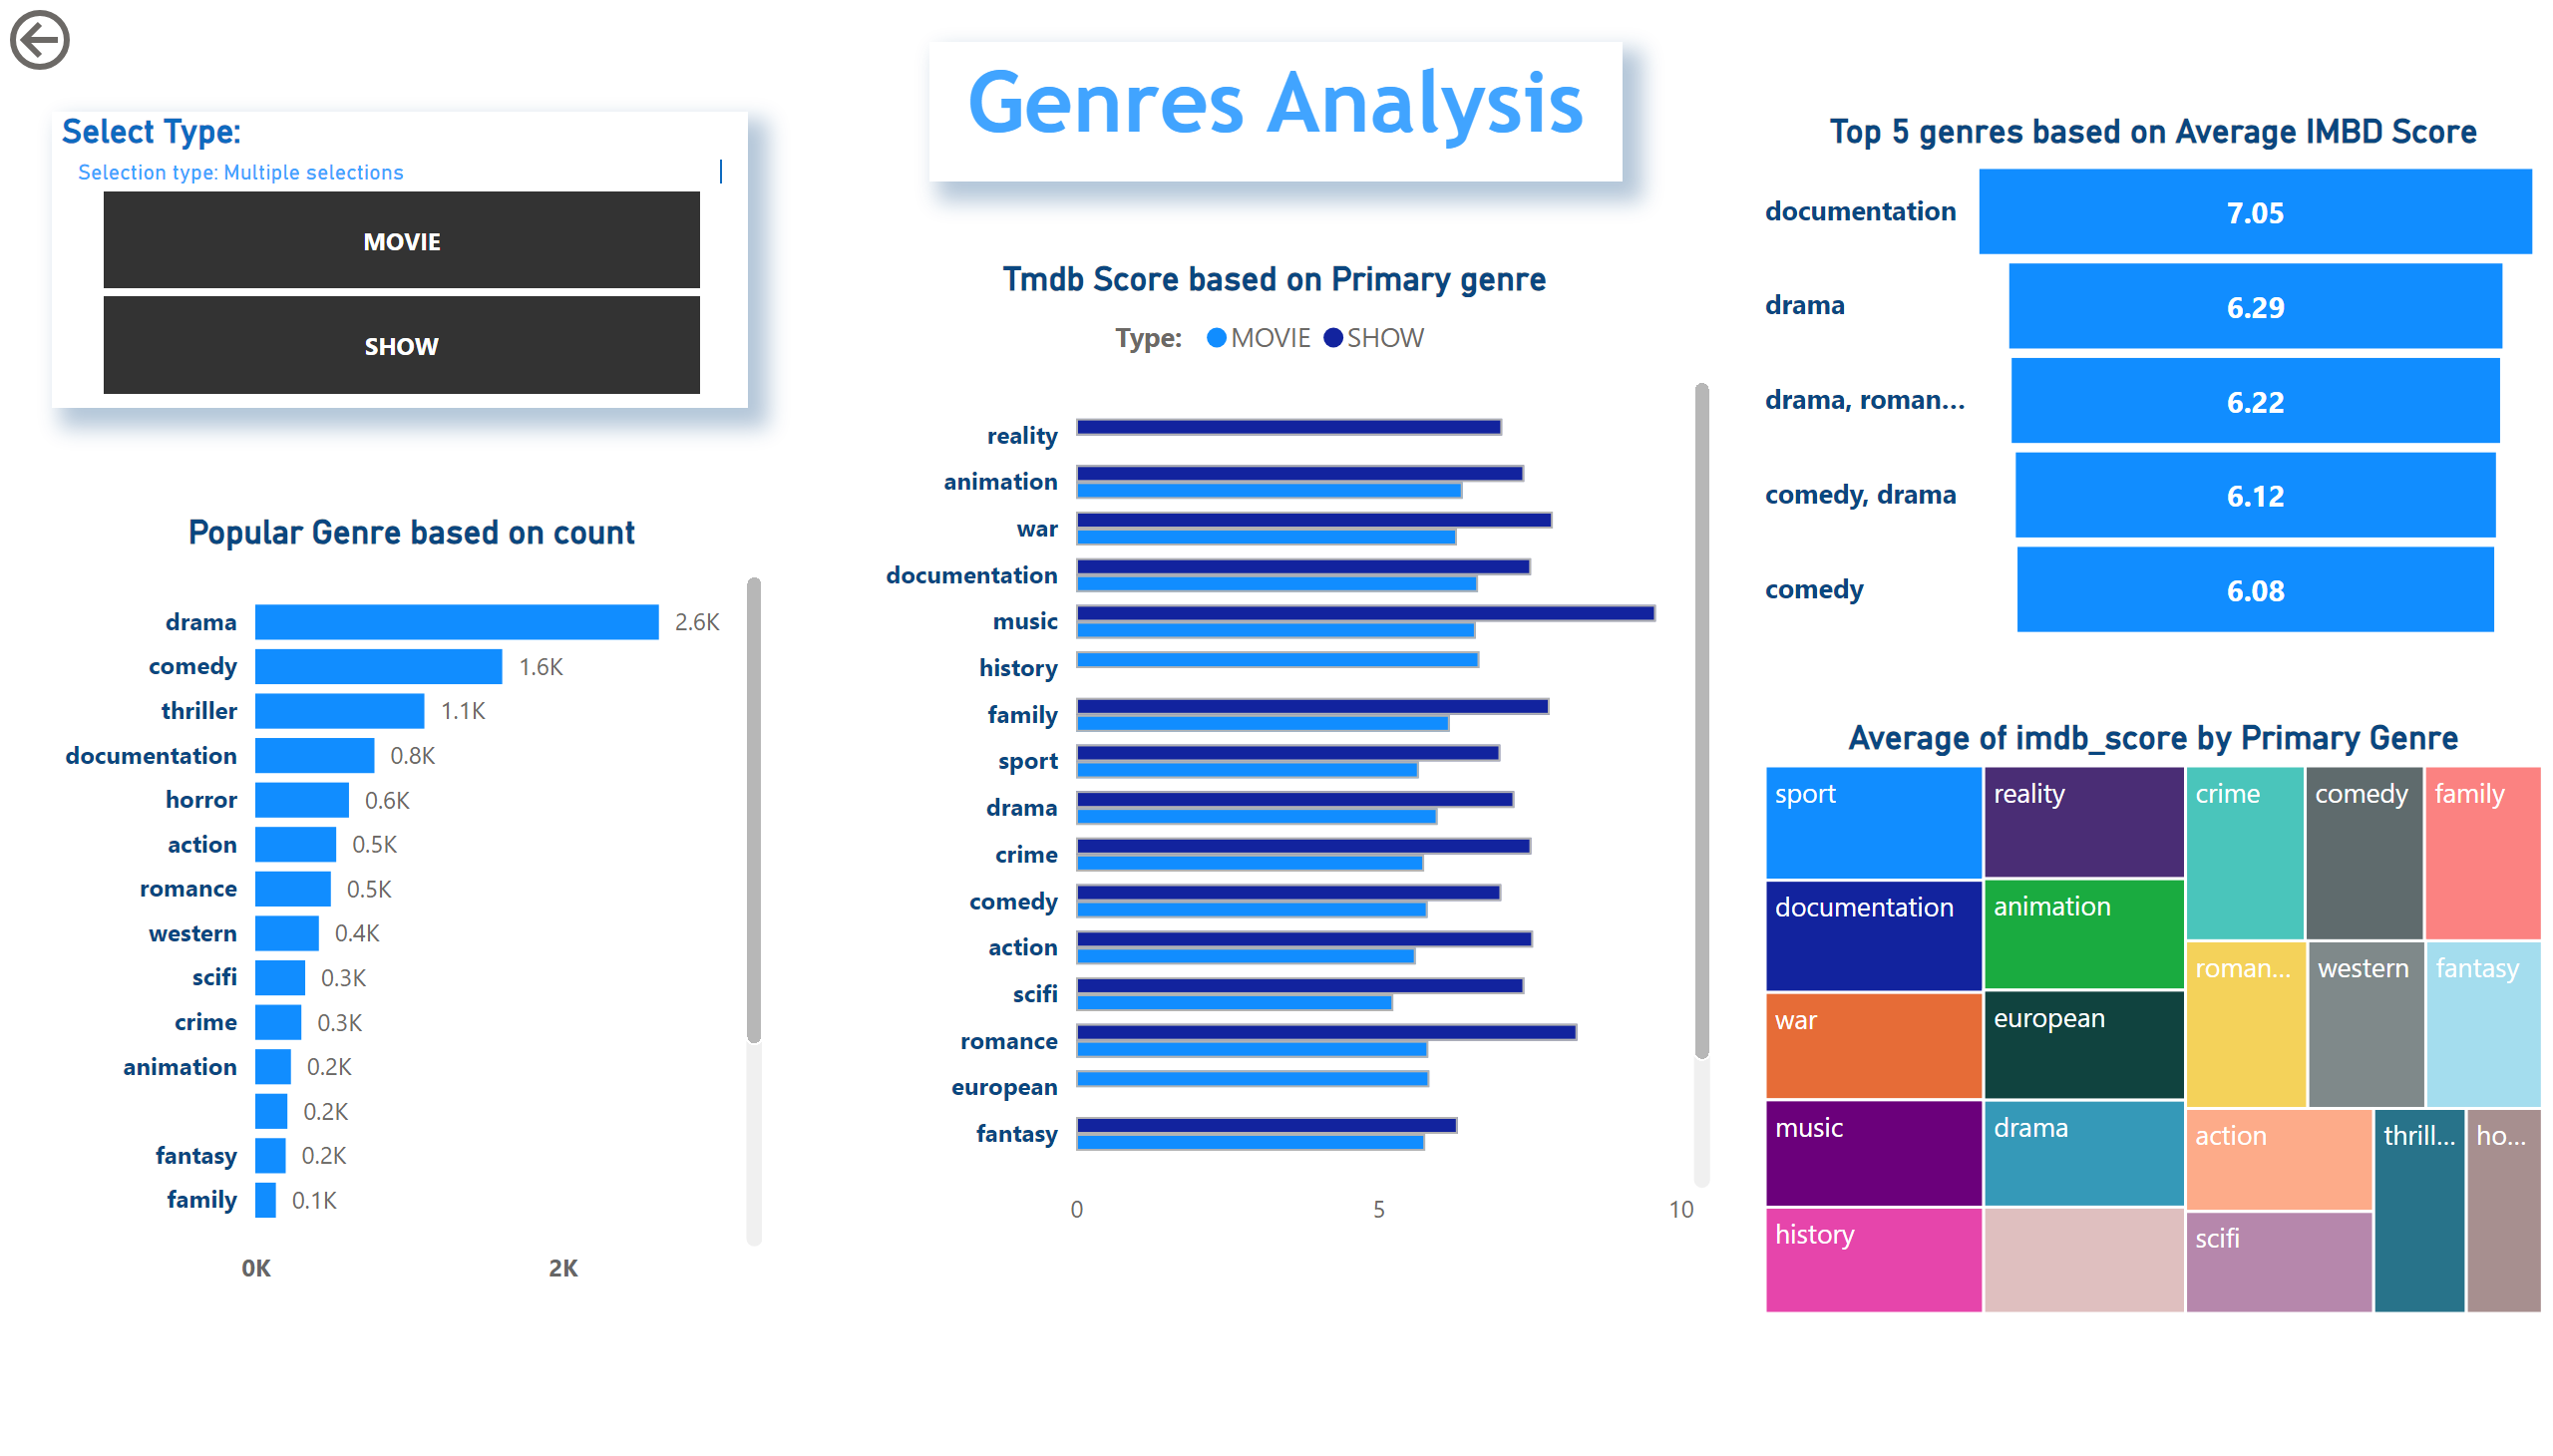 Genres Analysis
Select Type:
Selection type: Multiple selections
MOVIE
SHOW
Popular Genre based on count
drama 2.6K
comedy 1.6K
thriller 1.1K
documentation 0.8K
horror 0.6K
action 0.5K
romance 0.5K
western 0.4K
scifi 0.3K
crime 0.3K
animation 0.2K
0.2K
fantasy 0.2K
family 0.1K
0K 2K
Tmdb Score based on Primary genre
Type: MOVIE SHOW
reality
animation
war
documentation
music
history
family
sport
drama
crime
comedy
action
scifi
romance
european
fantasy
0 5 10
Top 5 genres based on Average IMBD Score
documentation 7.05
drama 6.29
drama, roman... 6.22
comedy, drama 6.12
comedy 6.08
Average of imdb_score by Primary Genre
sport
documentation
war
music
history
reality
animation
european
drama
crime
comedy
family
roman...
western
fantasy
action
scifi
thrill...
ho...